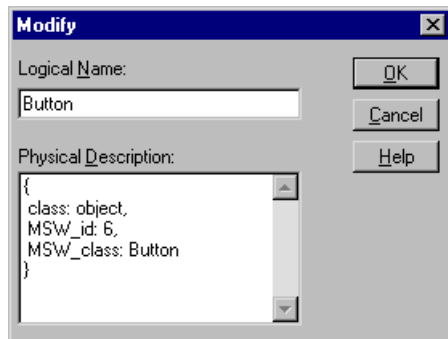 Modify
Logical Name:
OK
Button
Cancel
Physical Description:
Help
{
class: object,
MSW_id: 6,
MSW_class: Button
}